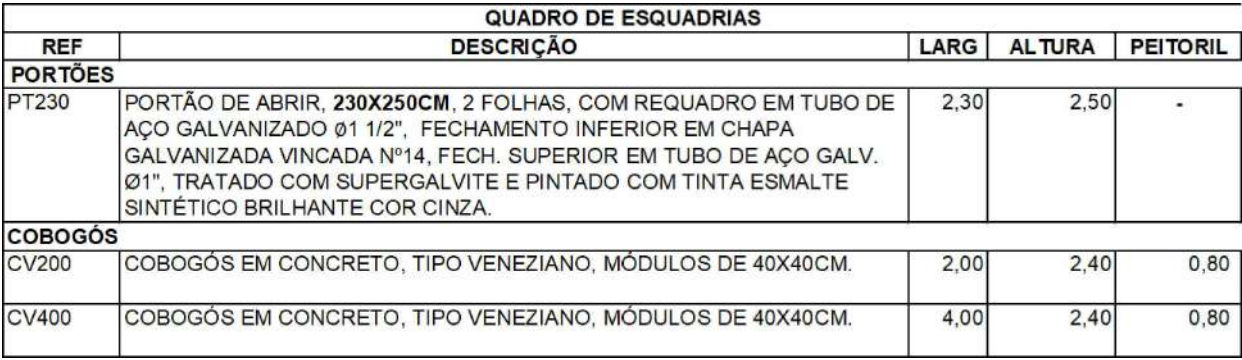 QUADRO DE ESQUADRIAS
REF DESCRIÇÃO LARG ALTURA PEITORIL
PORTÕES
PT230 PORTÃO DE ABRIR, 230X250CM, 2 FOLHAS, COM REQUADRO EM TUBO DE 2,30 2,50 -
AÇO GALVANIZADO ø1 1/2", FECHAMENTO INFERIOR EM CHAPA
GALVANIZADA VINCADA Nº14, FECH. SUPERIOR EM TUBO DE AÇO GALV.
Ø1", TRATADO COM SUPERGALVITE E PINTADO COM TINTA ESMALTE
SINTÉTICO BRILHANTE COR CINZA.
COBOGÓS
CV200 COBOGÓS EM CONCRETO, TIPO VENEZIANO, MÓDULOS DE 40X40CM. 2,00 2,40 0,80
CV400 COBOGÓS EM CONCRETO, TIPO VENEZIANO, MÓDULOS DE 40X40CM. 4,00 2,40 0,80